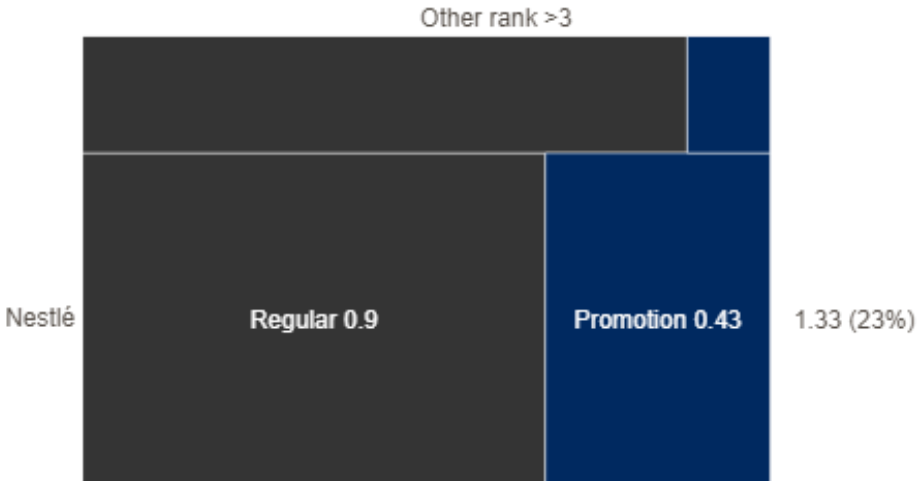 Other rank >3
Nestlé
Regular 0.9
Promotion 0.43
1.33 (23%)